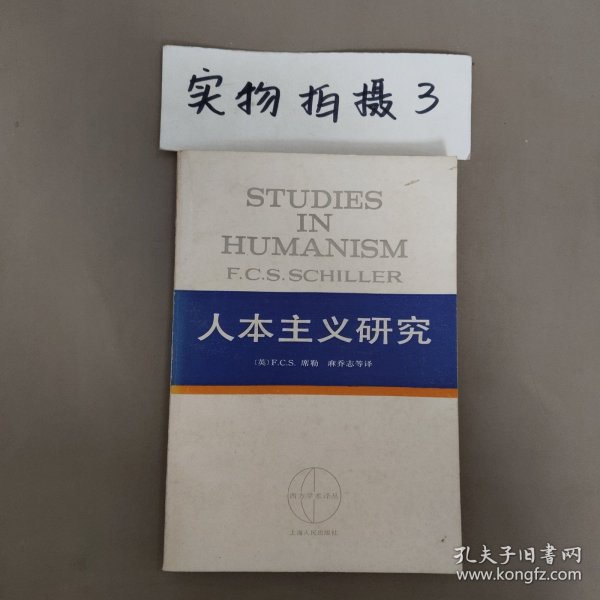 实物拍摄3
STUDIES
IN
HUMANISM
F.C.S.SCHILLER
人本主义研究
〔英〕F.C.S. 席勒 麻乔志等译
西方学术译丛
上海人民出版社
孔夫子旧书网
www.kongfz.com